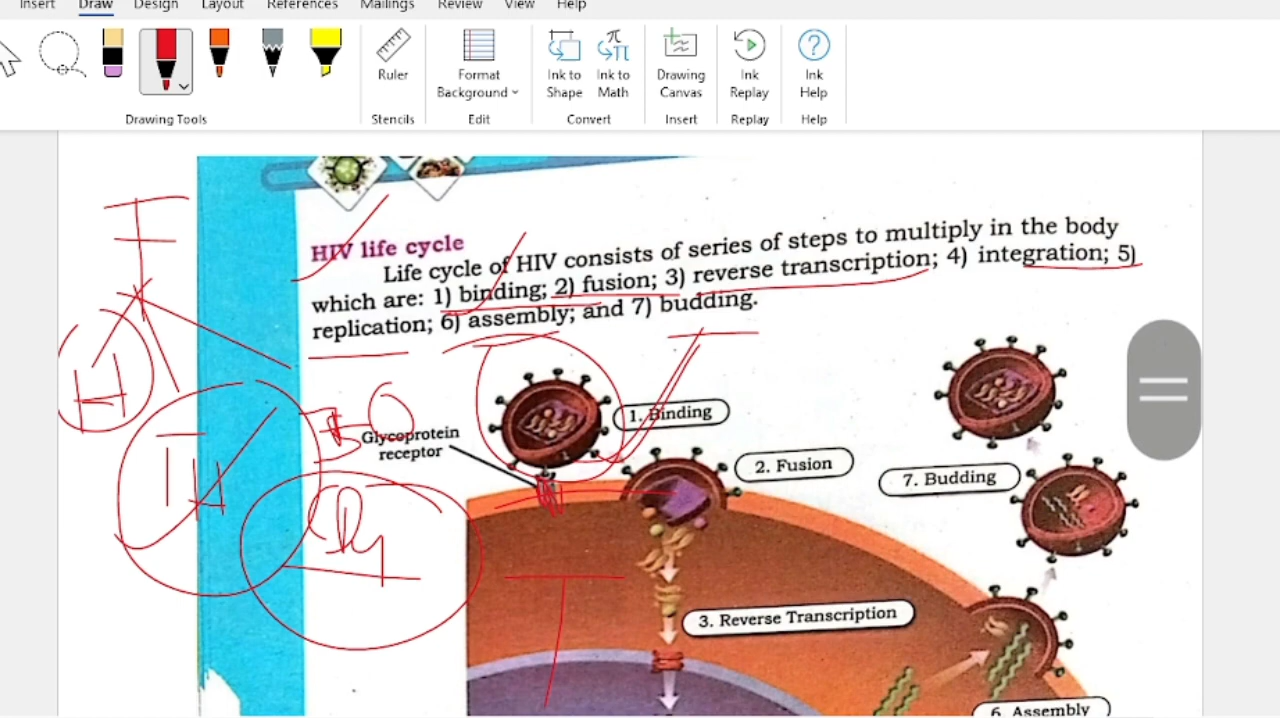 Insert Draw Design Layout References Mailings Review View Help
Ruler
Format Background
Ink to Shape
Ink to Math
Drawing Canvas
Ink Replay
Ink Help
Drawing Tools Stencils Edit Convert Insert Replay Help
HIV life cycle
Life cycle of HIV consists of series of steps to multiply in the body
which are: 1) binding; 2) fusion; 3) reverse transcription; 4) integration; 5)
replication; 6) assembly; and 7) budding.
1. Binding
Glycoprotein
receptor
2. Fusion
7. Budding
3. Reverse Transcription
6. Assembly
I
H
TH
T